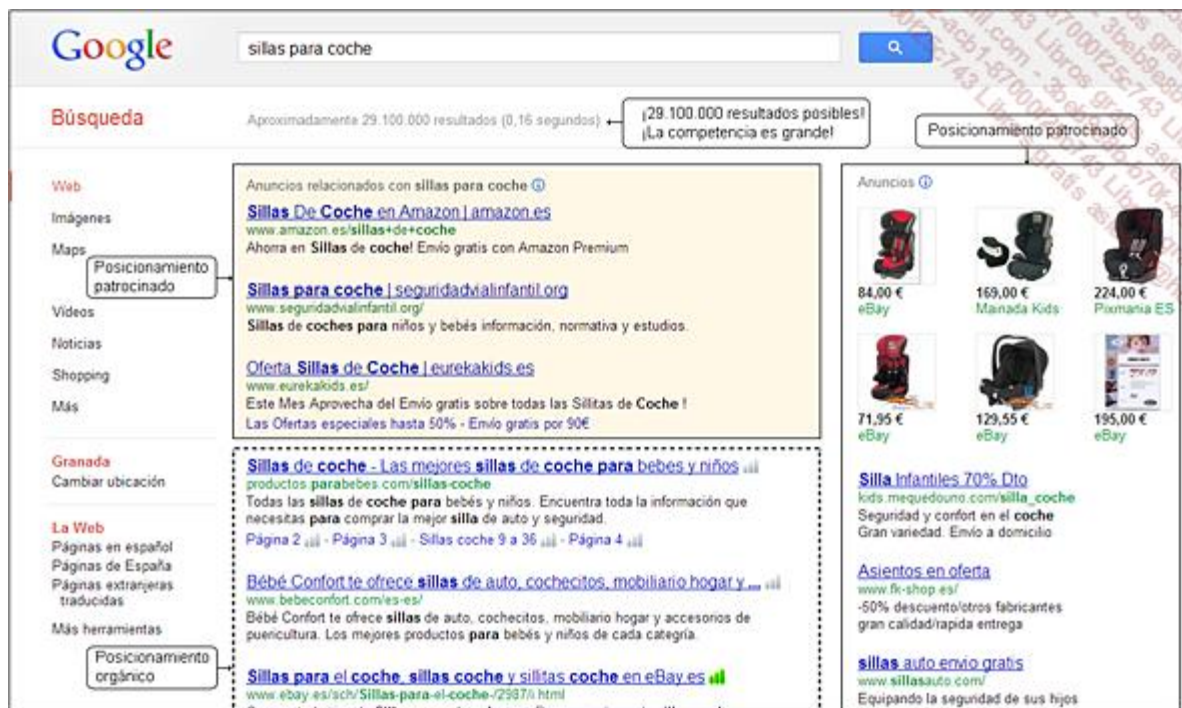 Google
sillas para coche
Búsqueda
Aproximadamente 29.100.000 resultados (0,16 segundos)
¡29.100.000 resultados posibles!
¡La competencia es grande!
Posicionamiento patrocinado
Web
Imágenes
Maps
Posicionamiento
patrocinado
Vídeos
Noticias
Shopping
Más
Granada
Cambiar ubicación
La Web
Páginas en español
Páginas de España
Páginas extranjeras
traducidas
Más herramientas
Posicionamiento
orgánico
Anuncios relacionados con sillas para coche
Sillas De Coche en Amazon | amazon.es
www.amazon.es/sillas+de+coche
Ahora en Sillas de coche! Envío gratis con Amazon Premium
Sillas para coche | seguridadvialinfantil.org
www.seguridadvialinfantil.org/
Sillas de coches para niños y bebés información, normativa y estudios.
Oferta Sillas de Coche | eurekakids.es
www.eurekakids.es/
Este Mes Aprovecha del Envío gratis sobre todas las Sillitas de Coche !
Las Ofertas especiales hasta 50% - Envío gratis por 90€
Sillas de coche - Las mejores sillas de coche para bebes y niños
productos.parabebes.com/sillas-coche
Todas las sillas de coche para bebés y niños. Encuentra toda la información que
necesitas para comprar la mejor silla de auto y seguridad.
Página 2 - Página 3 - Sillas coche 9 a 36 - Página 4
Bébé Confort te ofrece sillas de auto, cochecitos, mobiliario hogar y ...
www.bebeconfort.com/es-es/
Bébé Confort te ofrece sillas de auto, cochecitos, mobiliario hogar y accesorios de
puericultura. Los mejores productos para bebés y niños de cada categría.
Sillas para el coche, sillas coche y sillitas coche en eBay.es
www.ebay.es/sch/Sillas-para-el-coche-/2987/i.html
Anuncios
84,00 €
eBay
169,00 €
Mainada Kids
224,00 €
Pixmania ES
71,95 €
eBay
129,55 €
eBay
195,00 €
eBay
Silla Infantiles 70% Dto
kids.mequedouno.com/silla_coche
Seguridad y confort en el coche
Gran variedad. Envío a domicilio
Asientos en oferta
www.fk-shop.es/
-50% descuento/otros fabricantes
gran calidad/rapida entrega
sillas auto envio gratis
www.sillasauto.com/
Equipando la seguridad de sus hijos